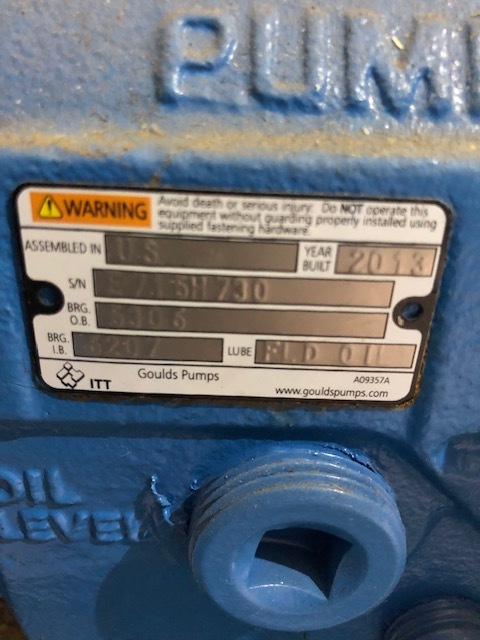 PUM
WARNING Avoid death or serious injury. Do NOT operate this
equipment without guarding properly installed using
supplied fastening hardware.
ASSEMBLED IN U.S. YEAR BUILT 2013
S/N 730
BRG. O.B.
BRG. I.B. 6207 LUBE FLD OIL
ITT Goulds Pumps A09357A
www.gouldspumps.com
OIL
LEVEL